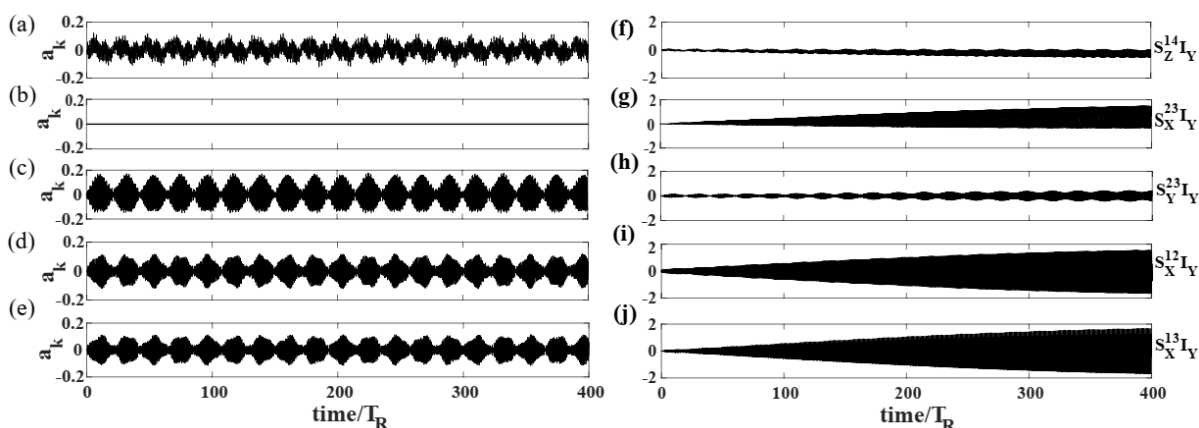 (a) 0.2 0 -0.2 a_k
(b) 0.2 0 -0.2 a_k
(c) 0.2 0 -0.2 a_k
(d) 0.2 0 -0.2 a_k
(e) 0.2 0 -0.2 a_k
0 100 200 300 400
time/T_R
(f) 2 0 -2 S_Z^14 I_Y
(g) 2 0 -2 S_X^23 I_Y
(h) 2 0 -2 S_Y^23 I_Y
(i) 2 0 -2 S_X^12 I_Y
(j) 2 0 -2 S_X^13 I_Y
0 100 200 300 400
time/T_R